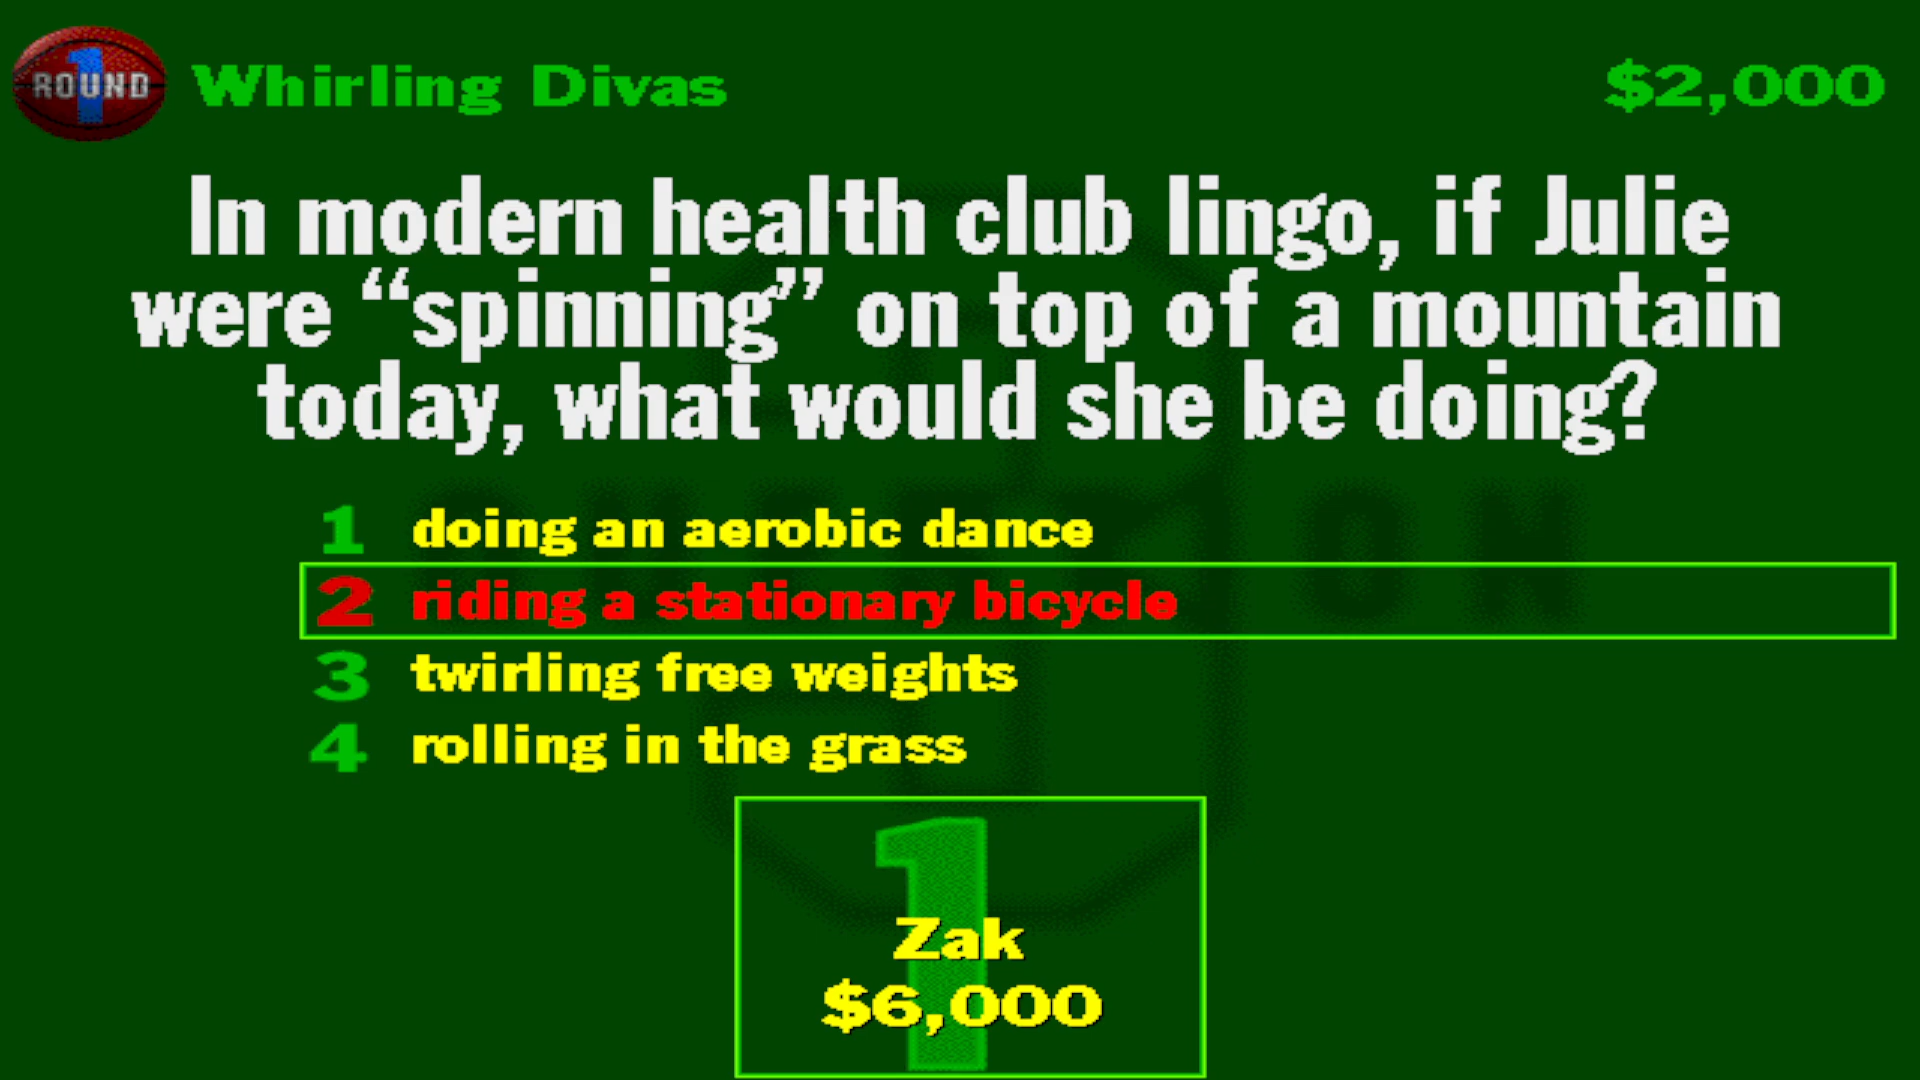 ROUND 1
Whirling Divas
$2,000
In modern health club lingo, if Julie
were “spinning” on top of a mountain
today, what would she be doing?
1 doing an aerobic dance
2 riding a stationary bicycle
3 twirling free weights
4 rolling in the grass
1
Zak
$6,000